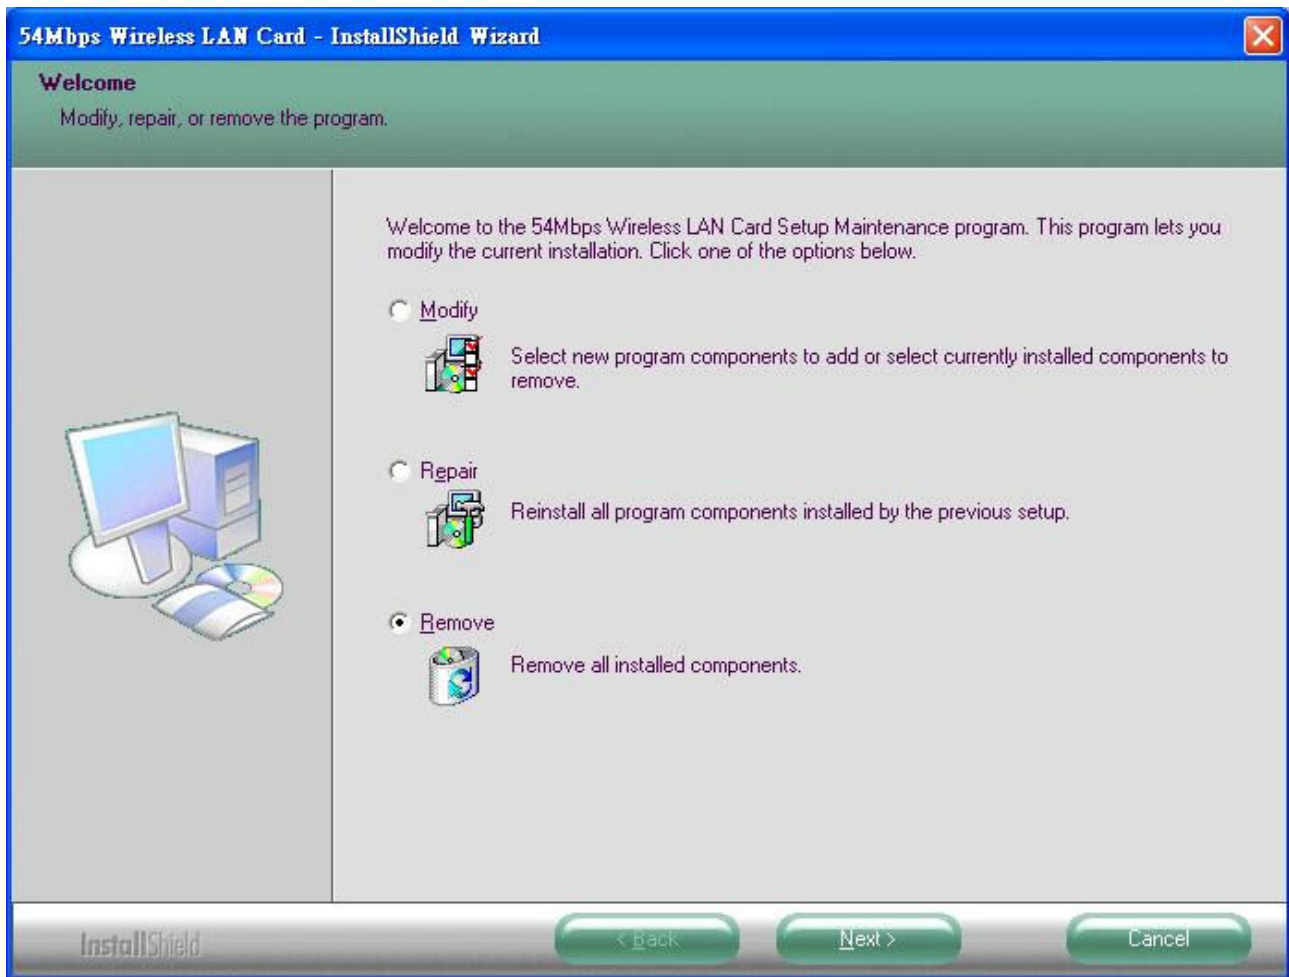 54Mbps Wireless LAN Card - InstallShield Wizard
Welcome
Modify, repair, or remove the program.
Welcome to the 54Mbps Wireless LAN Card Setup Maintenance program. This program lets you
modify the current installation. Click one of the options below.
Modify
Select new program components to add or select currently installed components to
remove.
Repair
Reinstall all program components installed by the previous setup.
Remove
Remove all installed components.
InstallShield
< Back
Next >
Cancel